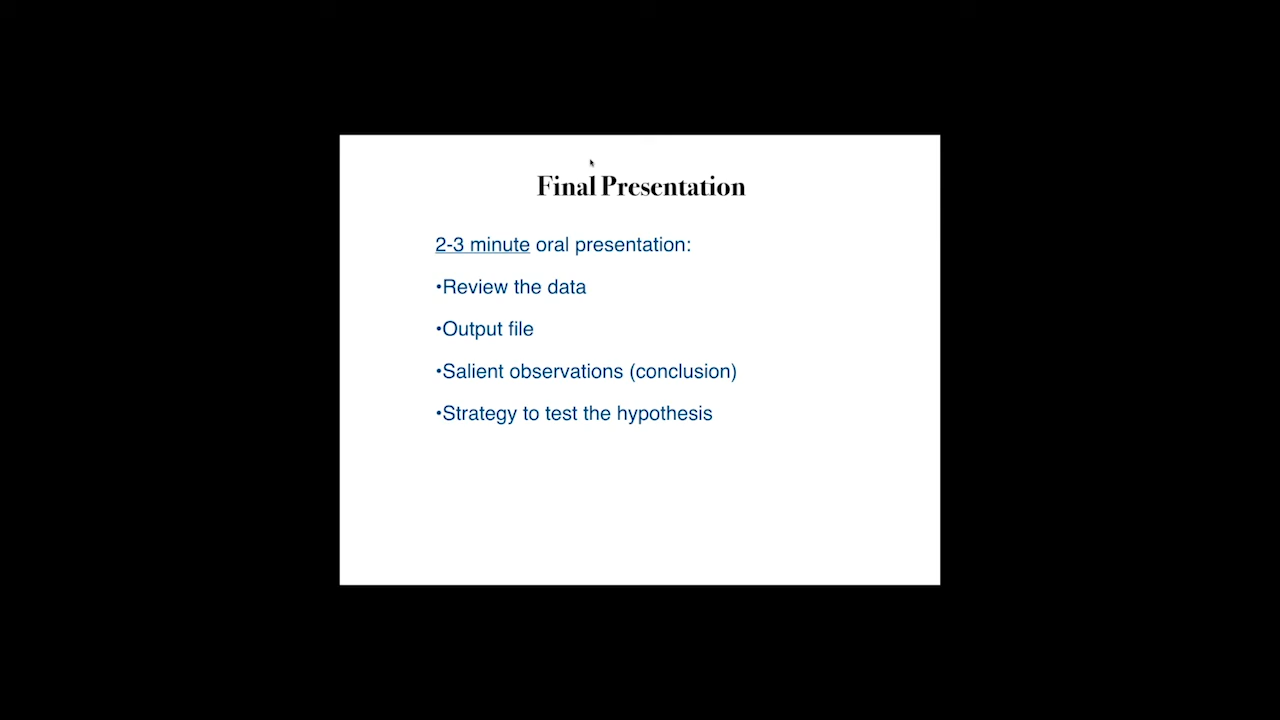 Final Presentation
2-3 minute oral presentation:
•Review the data
•Output file
•Salient observations (conclusion)
•Strategy to test the hypothesis